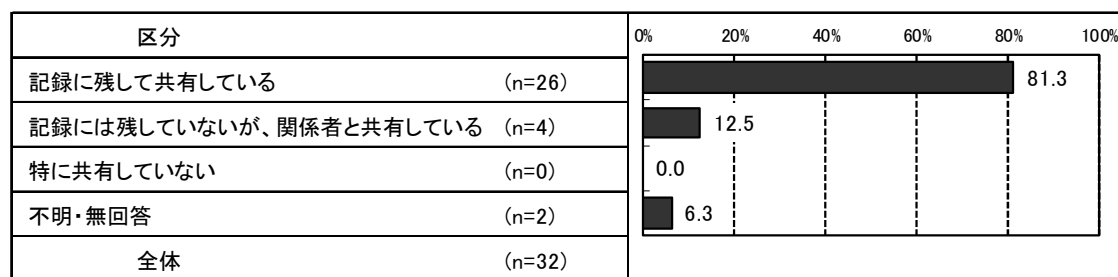 区分 0% 20% 40% 60% 80% 100%
記録に残して共有している (n=26) 81.3
記録には残していないが、関係者と共有している (n=4) 12.5
特に共有していない (n=0) 0.0
不明・無回答 (n=2) 6.3
全体 (n=32)